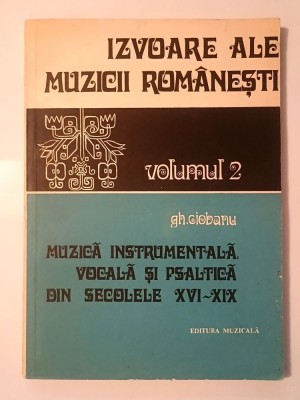 IZVOARE ALE
MUZICII ROMÂNEȘTI
volumul 2
gh.ciobanu
MUZICĂ INSTRUMENTALĂ,
VOCALĂ ȘI PSALTICĂ
DIN SECOLELE XVI-XIX
EDITURA MUZICALĂ